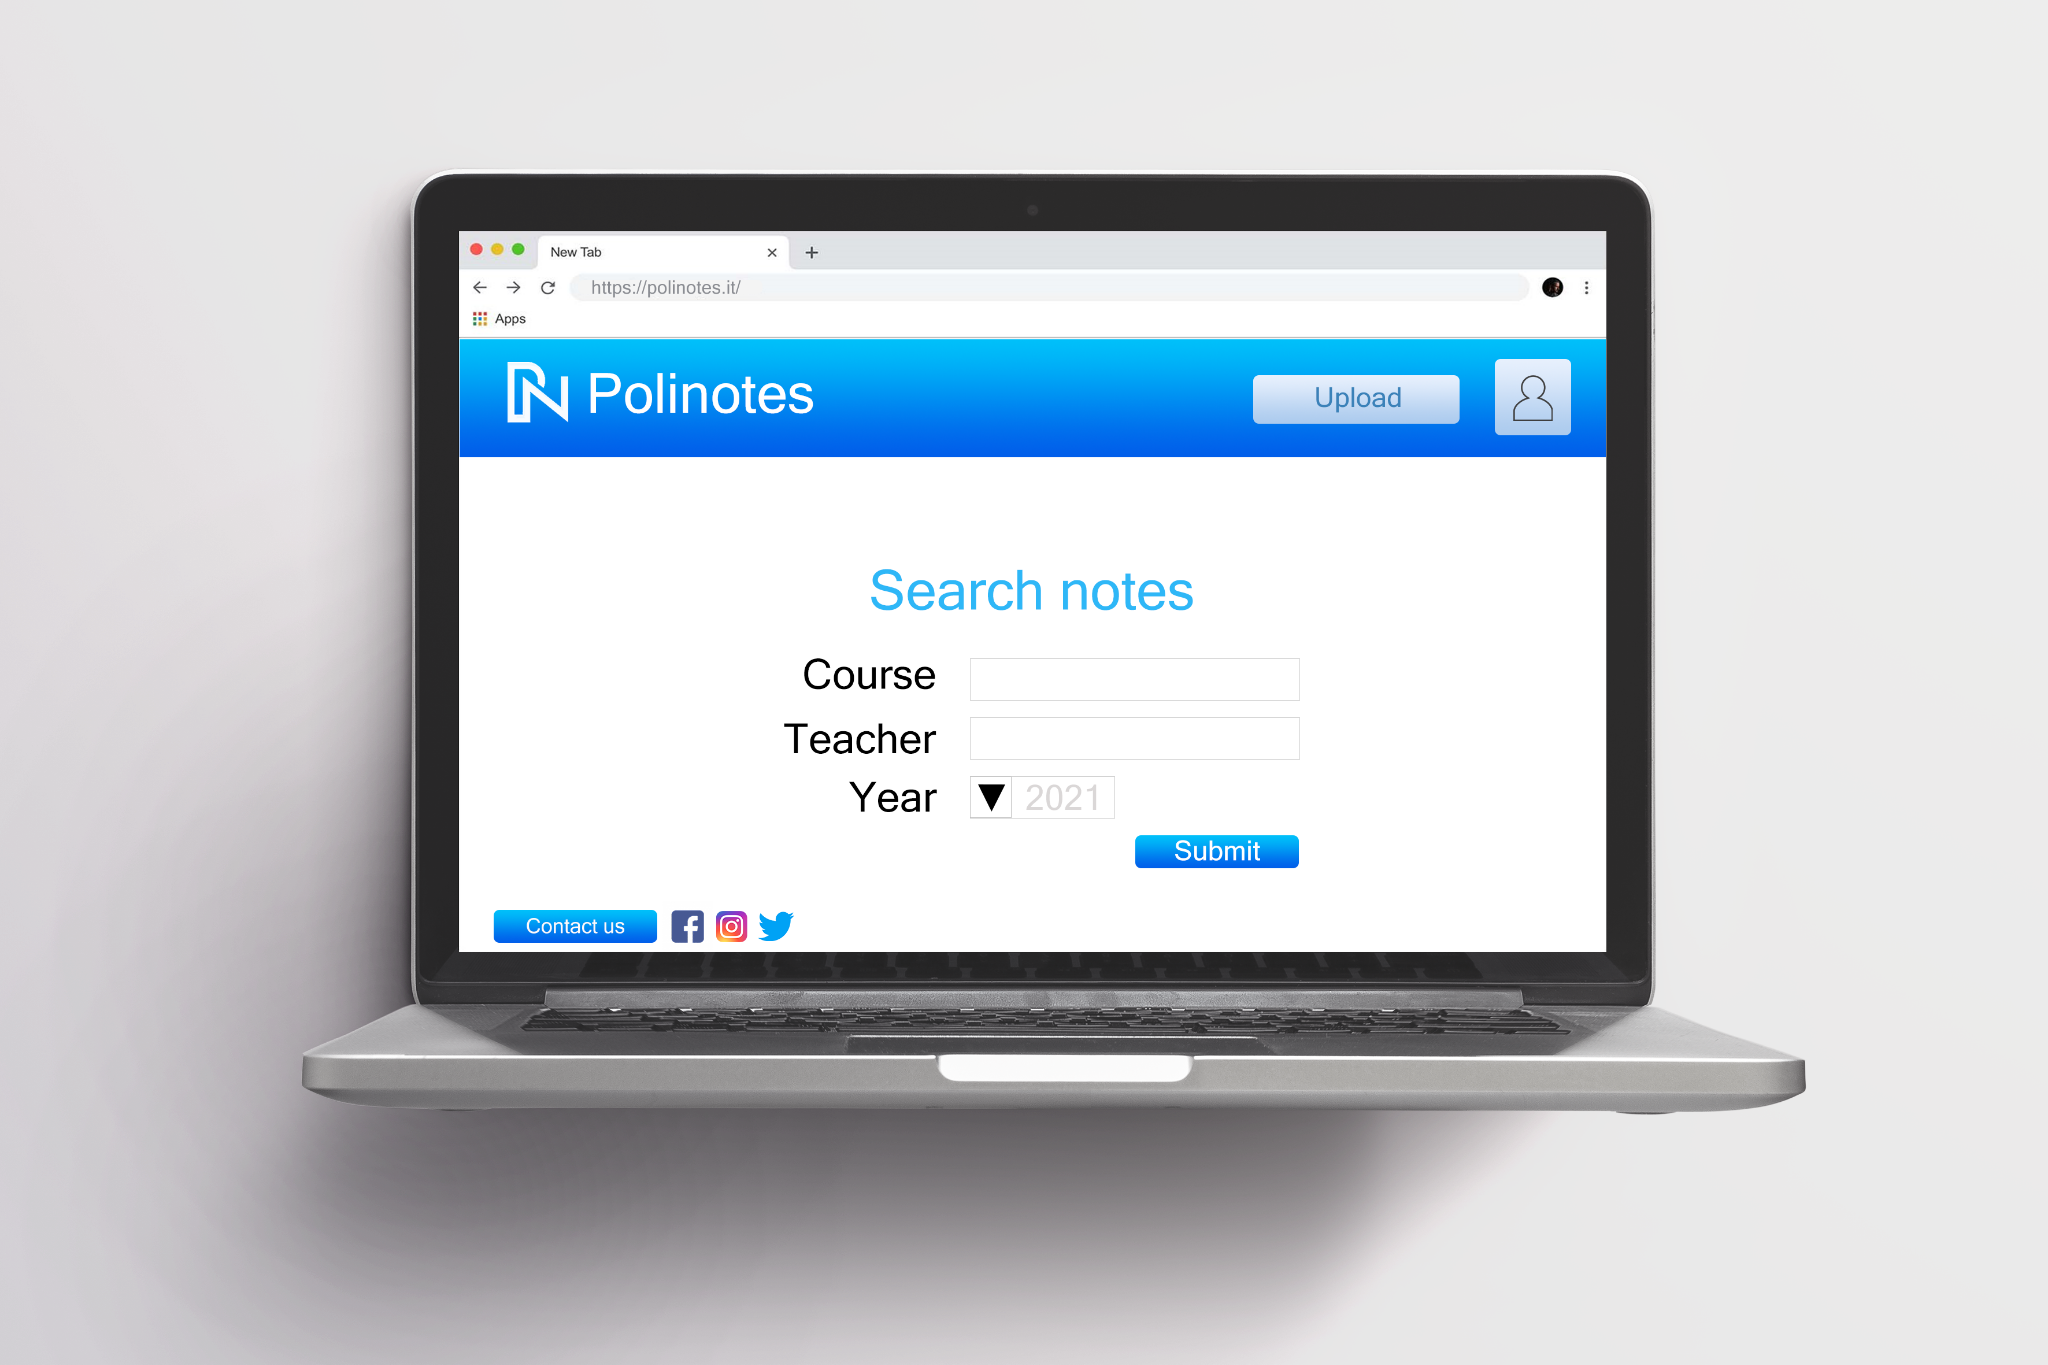 New Tab
https://polinotes.it/
Apps
Polinotes
Upload
Search notes
Course
Teacher
Year
2021
Submit
Contact us